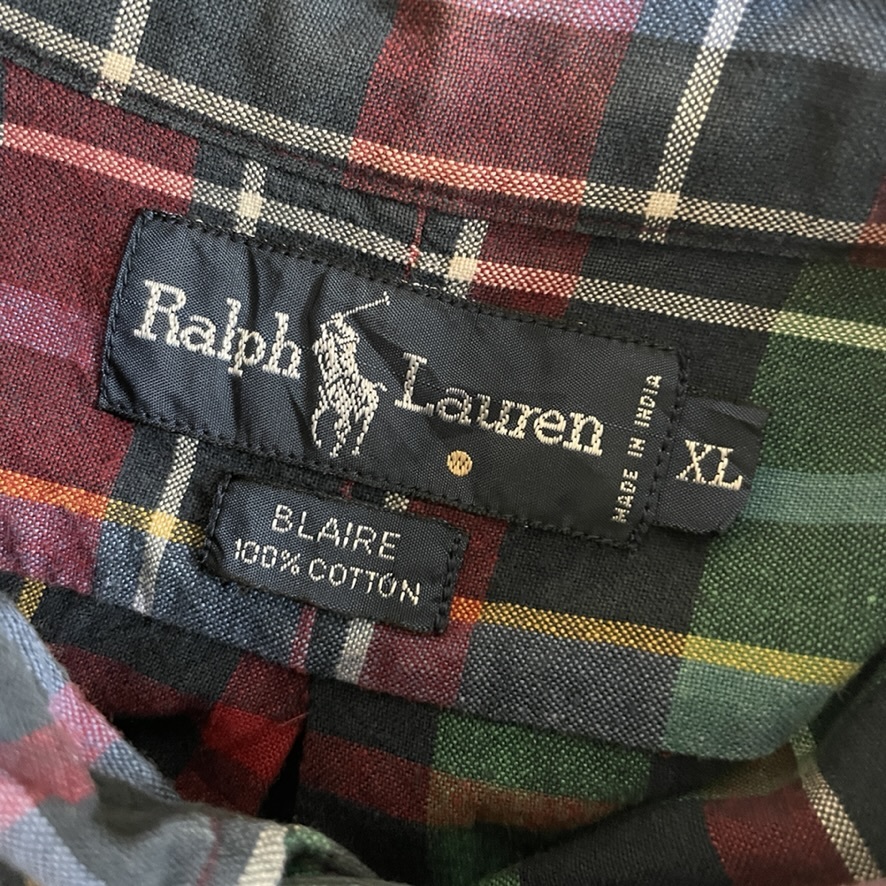 Ralph Lauren
MADE IN INDIA
XL
BLAIRE
100% COTTON